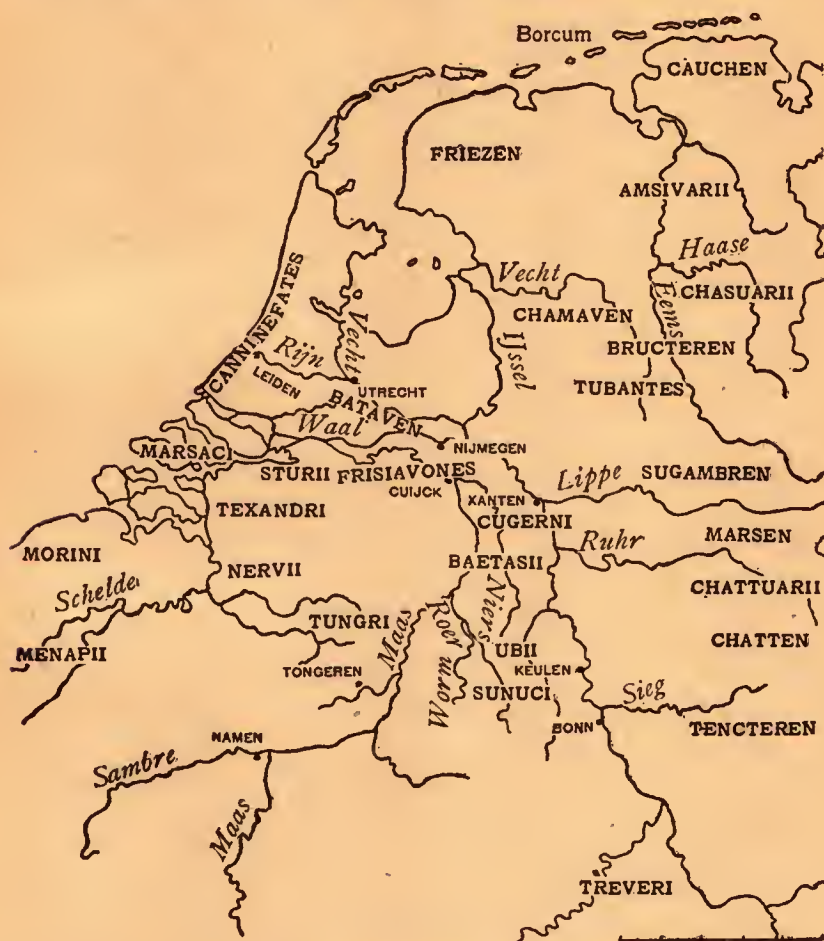 Borcum
CAUCHEN
FRIEZEN
AMSIVARII
Haase
Vecht
CHASUARII
Eems
CANNINEFATES
CHAMAVEN
Vecht
IJssel
BRUCTEREN
Rijn
LEIDEN
UTRECHT
TUBANTES
BATAVEN
Waal
NIJMEGEN
MARSACI
STURII FRISIAVONES
Lippe SUGAMBREN
CUIJCK
XANTEN
TEXANDRI
CUGERNI
MARSEN
Ruhr
MORINI
BAETASII
NERVII
Schelde
CHATTUARII
Niers
Maas
Roer
TUNGRI
CHATTEN
MENAPII
UBII
TONGEREN
KEULEN
Worm
SUNUCI
Sieg
NAMEN
BONN
TENCTEREN
Sambre
Maas
TREVERI